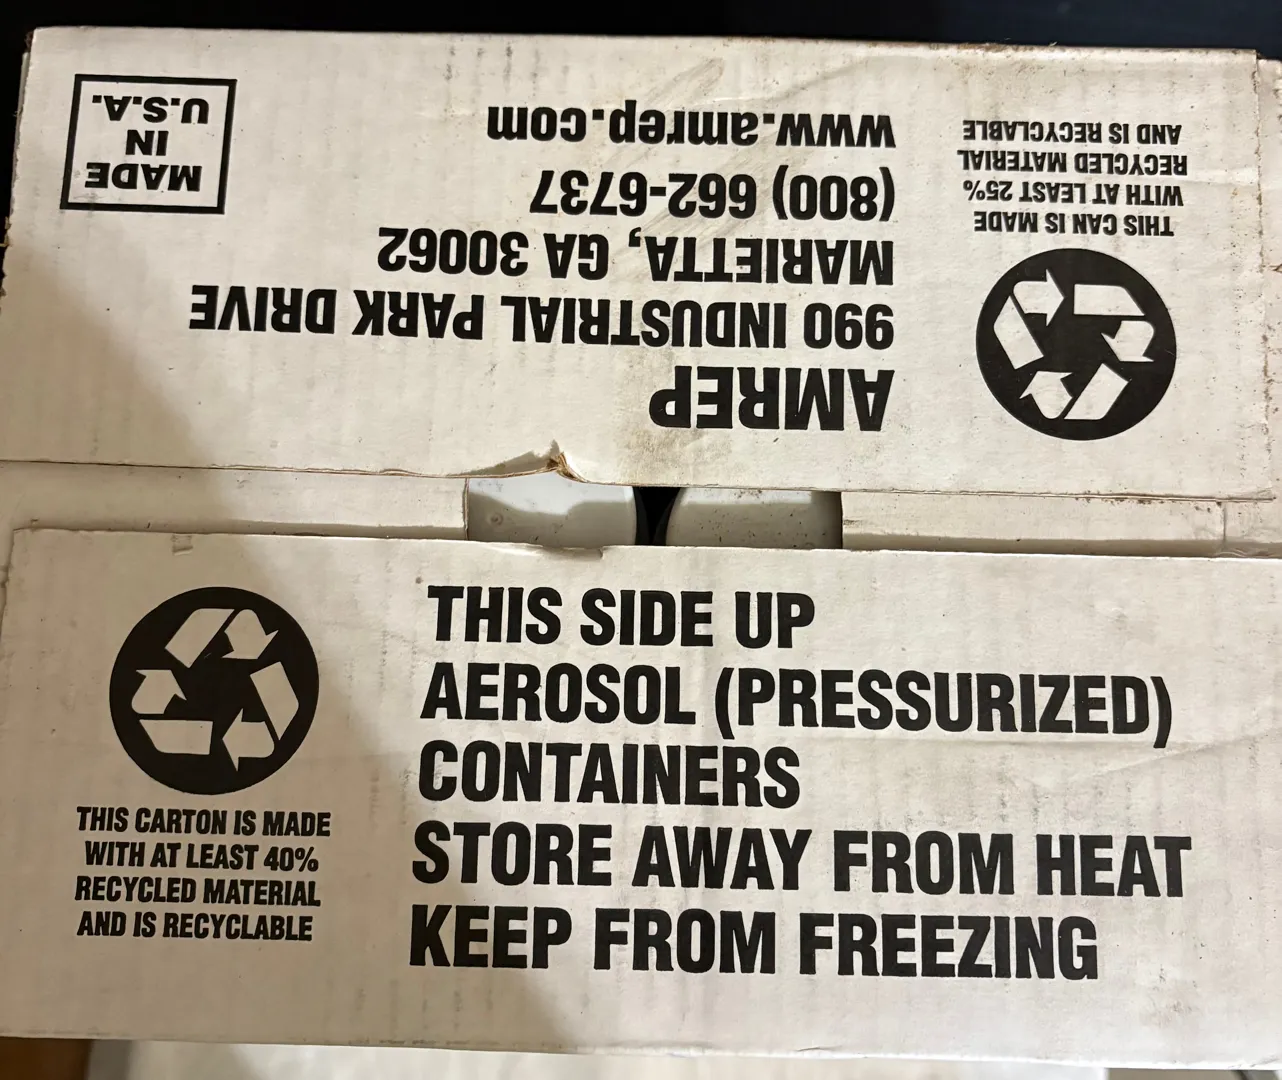 MADE
IN
U.S.A.
AMREP
990 INDUSTRIAL PARK DRIVE
MARIETTA, GA 30062
(800) 662-6737
www.amrep.com
THIS CAN IS MADE
WITH AT LEAST 25%
RECYCLED MATERIAL
AND IS RECYCLABLE
THIS CARTON IS MADE
WITH AT LEAST 40%
RECYCLED MATERIAL
AND IS RECYCLABLE
THIS SIDE UP
AEROSOL (PRESSURIZED)
CONTAINERS
STORE AWAY FROM HEAT
KEEP FROM FREEZING